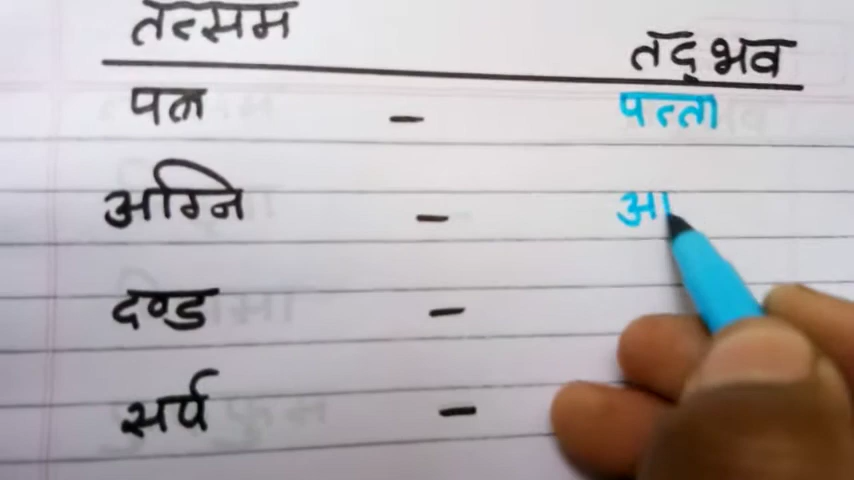 तत्सम तद्भव
पत्र - पत्ता
अग्नि - आ
दण्ड -
सर्प -